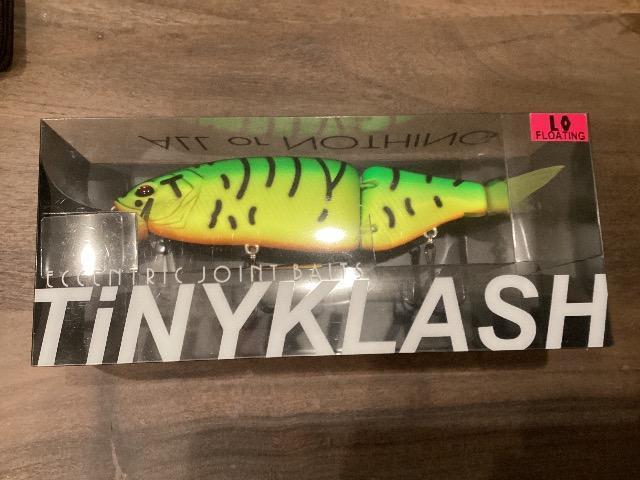 LO
FLOATING
ALL or NOTHING
ECCENTRIC JOINT BAITS
TiNYKLASH